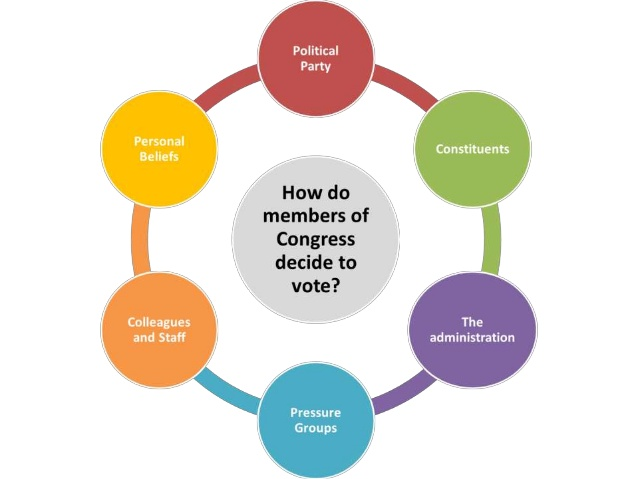 Political
Party
Constituents
The
administration
Pressure
Groups
Colleagues
and Staff
Personal
Beliefs
How do
members of
Congress
decide to
vote?